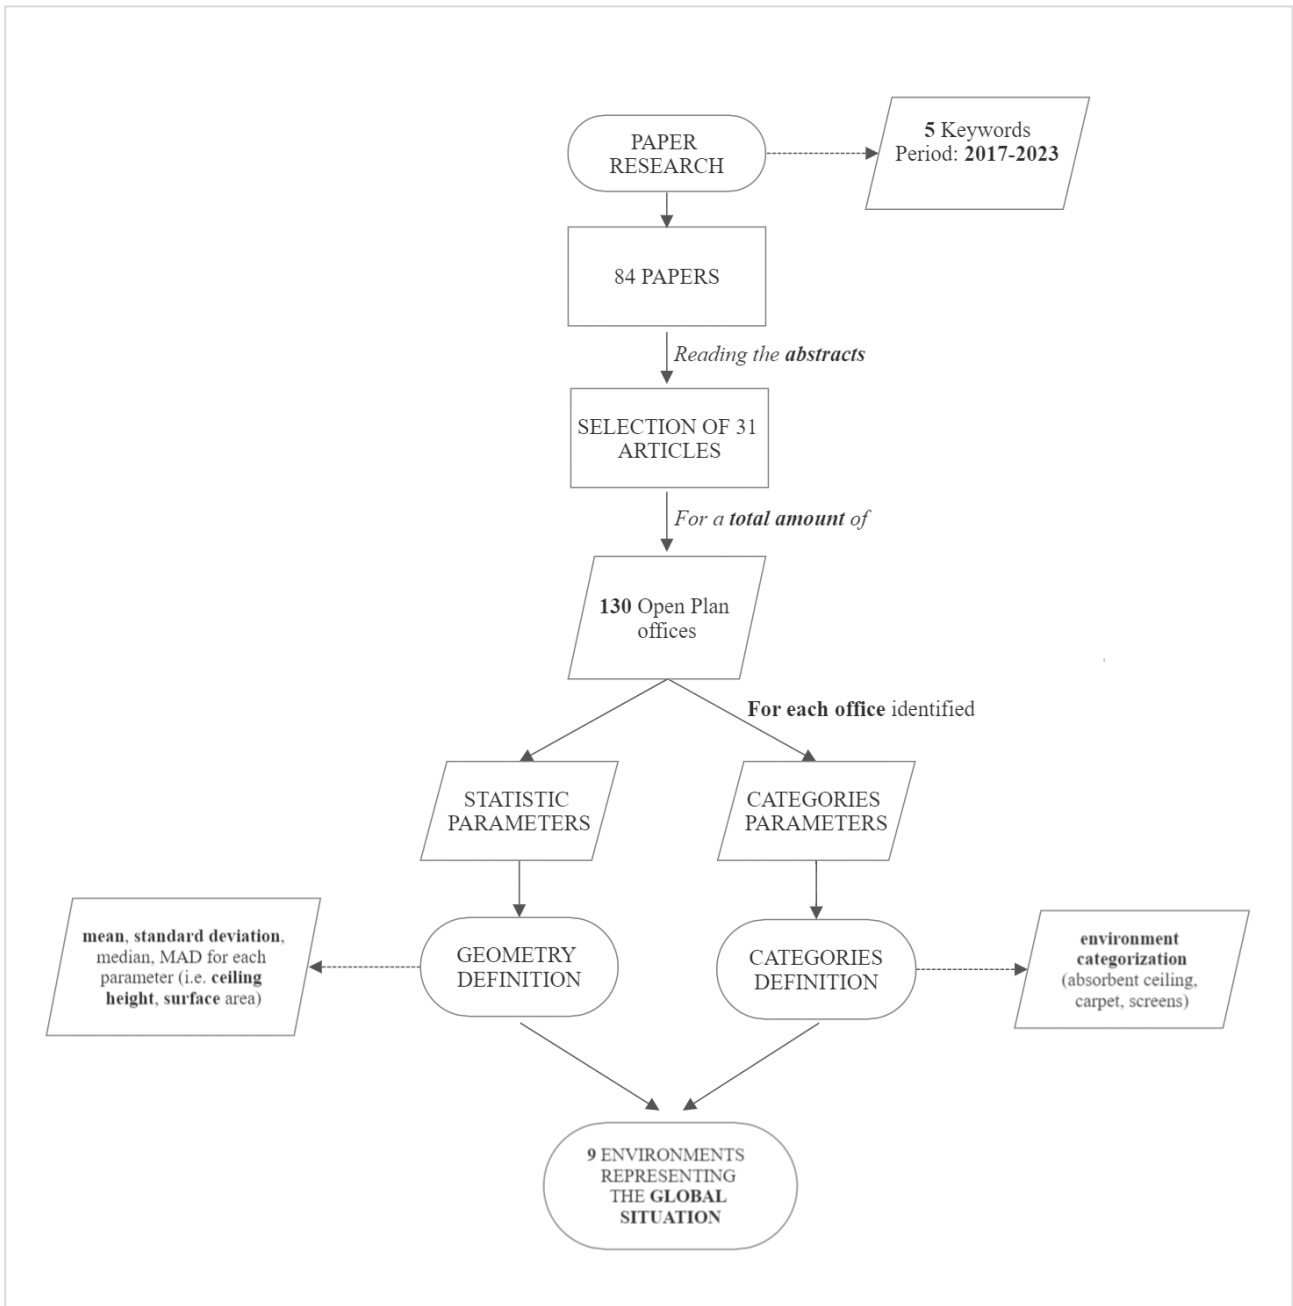 PAPER
RESEARCH
5 Keywords
Period: 2017-2023
84 PAPERS
Reading the abstracts
SELECTION OF 31
ARTICLES
For a total amount of
130 Open Plan
offices
For each office identified
STATISTIC
PARAMETERS
CATEGORIES
PARAMETERS
mean, standard deviation,
median, MAD for each
parameter (i.e. ceiling
height, surface area)
GEOMETRY
DEFINITION
CATEGORIES
DEFINITION
environment
categorization
(absorbent ceiling,
carpet, screens)
9 ENVIRONMENTS
REPRESENTING
THE GLOBAL
SITUATION